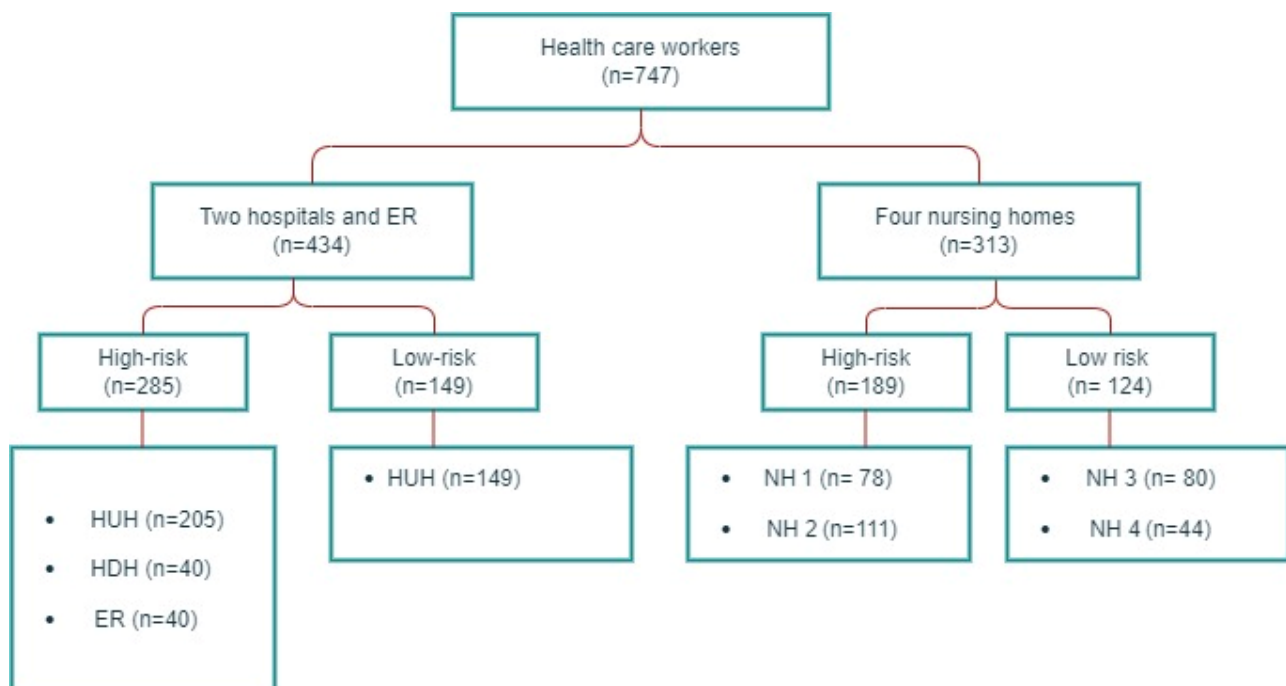 Health care workers
(n=747)
Two hospitals and ER
(n=434)
Four nursing homes
(n=313)
High-risk
(n=285)
Low-risk
(n=149)
High-risk
(n=189)
Low risk
(n= 124)
• HUH (n=205)
• HDH (n=40)
• ER (n=40)
• HUH (n=149)
• NH 1 (n= 78)
• NH 2 (n=111)
• NH 3 (n= 80)
• NH 4 (n=44)